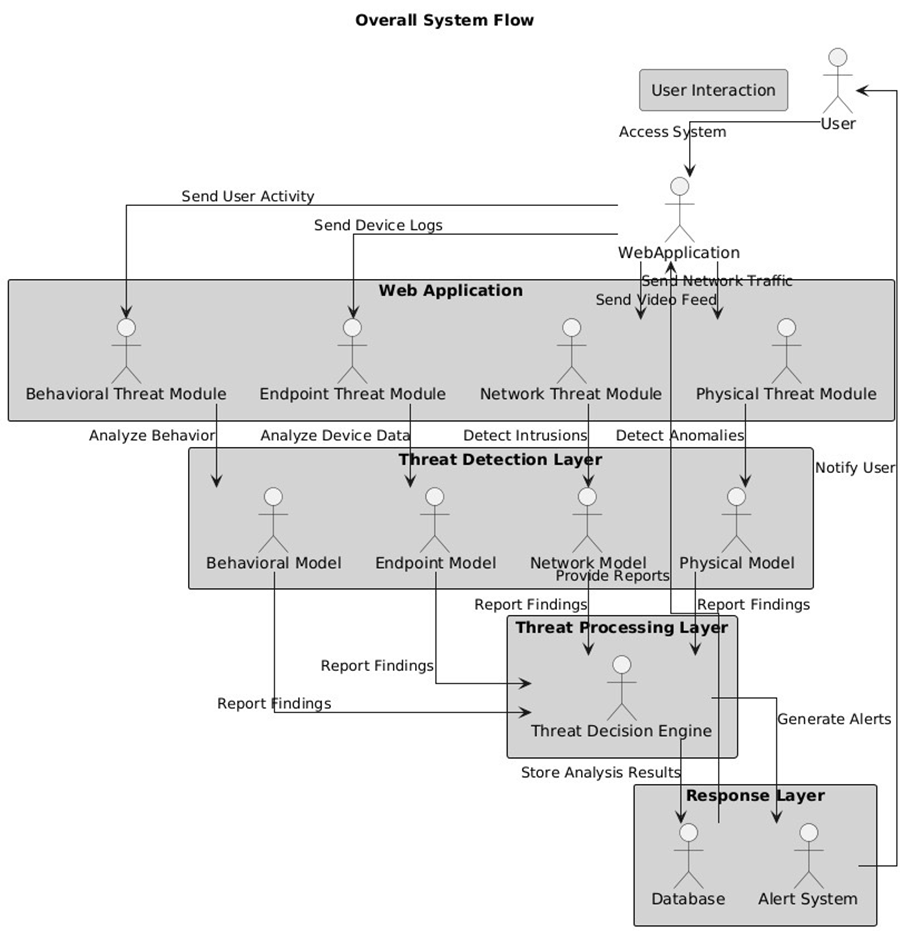 Overall System Flow
User Interaction
User
Access System
Send User Activity
Send Device Logs
WebApplication
Send Network Traffic
Send Video Feed
Web Application
Behavioral Threat Module
Endpoint Threat Module
Network Threat Module
Physical Threat Module
Analyze Behavior
Analyze Device Data
Detect Intrusions
Detect Anomalies
Notify User
Threat Detection Layer
Behavioral Model
Endpoint Model
Network Model
Physical Model
Provide Reports
Report Findings
Report Findings
Threat Processing Layer
Report Findings
Report Findings
Threat Decision Engine
Generate Alerts
Store Analysis Results
Response Layer
Database
Alert System